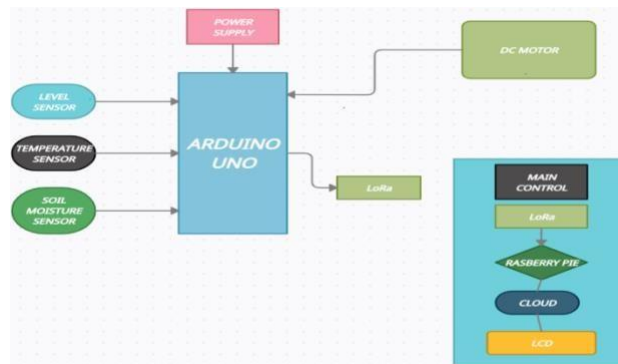 POWER
SUPPLY
DC MOTOR
LEVEL
SENSOR
TEMPERATURE
SENSOR
SOIL
MOISTURE
SENSOR
ARDUINO
UNO
LoRa
MAIN
CONTROL
LoRa
RASBERRY PIE
CLOUD
LCD